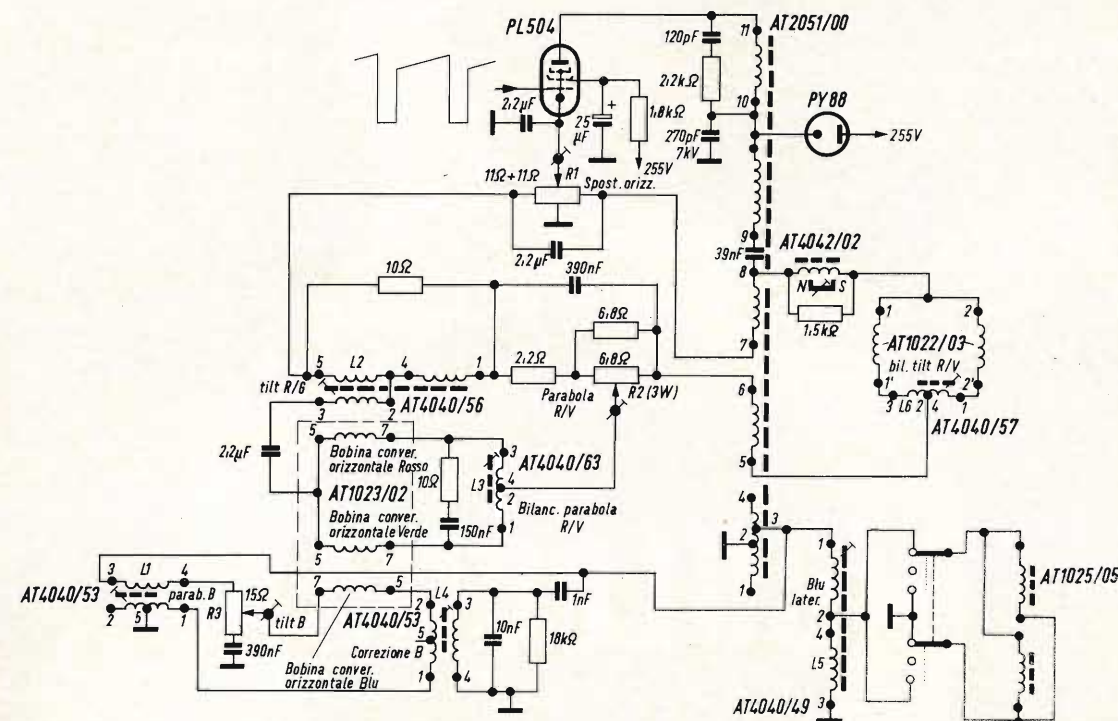 PL504
AT2051/00
120pF
11
2,2kΩ
10
PY88
255V
2,2µF
+
25
µF
1,8kΩ
255V
270pF
7kV
11Ω+11Ω
R1
Spost. orizz.
2,2µF
9
39nF
8
AT4042/02
N S
1,5kΩ
10Ω
390nF
7
1
2
AT1022/03
bil. tilt R/V
1'
2'
3
L6
2
4
1
AT4040/57
6,8Ω
5
L2
4
1
2,2Ω
6,8Ω
R2 (3W)
6
tilt R/G
Parabola
R/V
3
2
AT4040/56
5
5
7
Bobina conver.
orizzontale Rosso
2,2µF
3
AT4040/63
10Ω
L3
4
2
AT1023/02
Bilanc. parabola
R/V
Bobina conver.
orizzontale Verde
150nF
1
5
7
4
3
2
1
3
L1
4
parab. B
AT4040/53
2
5
1
R3
15Ω
tilt B
390nF
7
5
2
L4
3
AT4040/53
5
Correzione B
1
4
10nF
18kΩ
1nF
Bobina conver.
orizzontale Blu
1
Blu
later.
2
4
L5
3
AT4040/49
AT1025/05